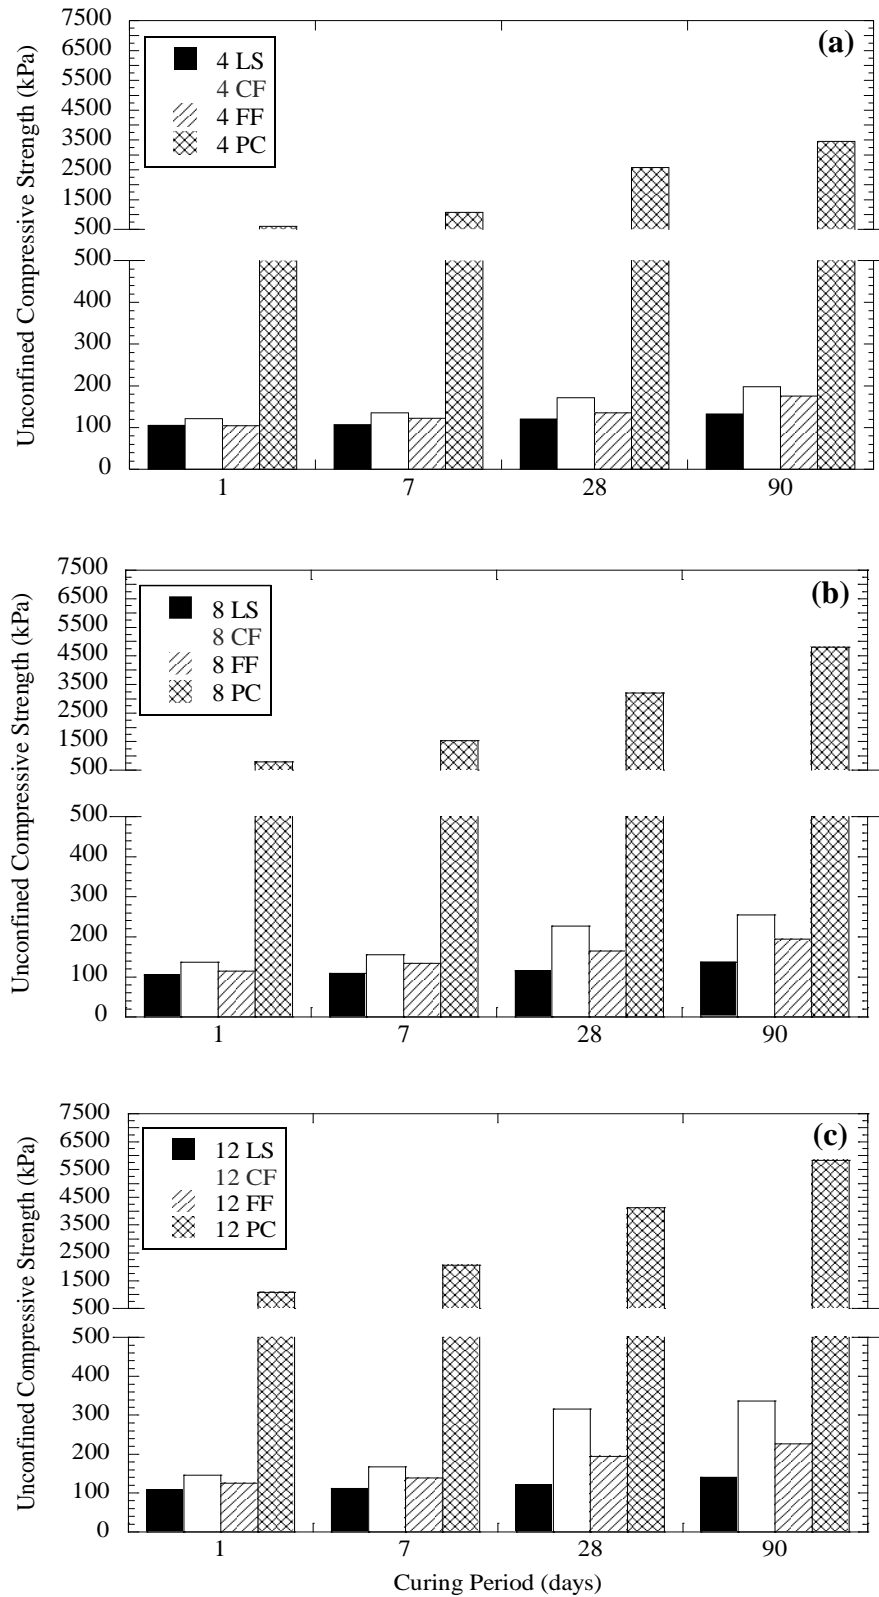 7500
(a)
6500
5500
4500
3500
2500
1500
500
4 LS
4 CF
4 FF
4 PC
500
400
300
200
100
0
1 7 28 90
Unconfined Compressive Strength (kPa)
7500
(b)
6500
5500
4500
3500
2500
1500
500
8 LS
8 CF
8 FF
8 PC
500
400
300
200
100
0
1 7 28 90
Unconfined Compressive Strength (kPa)
7500
(c)
6500
5500
4500
3500
2500
1500
500
12 LS
12 CF
12 FF
12 PC
500
400
300
200
100
0
1 7 28 90
Unconfined Compressive Strength (kPa)
Curing Period (days)